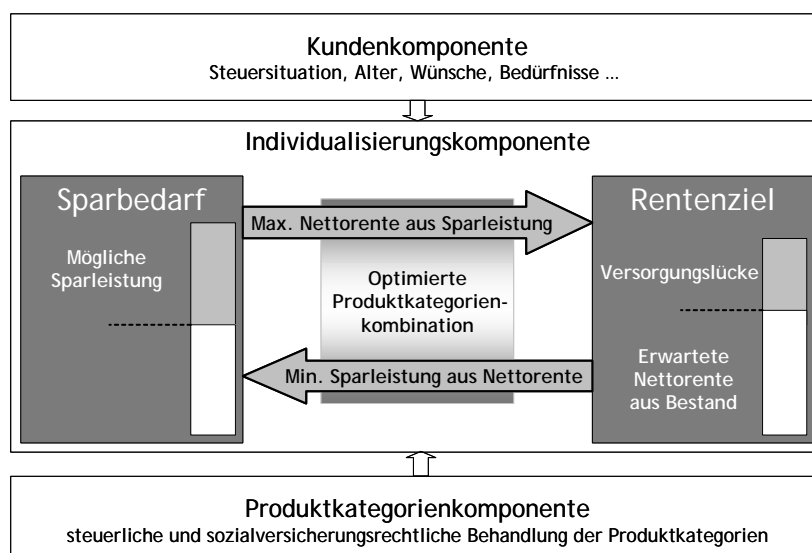 Kundenkomponente
Steuersituation, Alter, Wünsche, Bedürfnisse ...
Individualisierungskomponente
Sparbedarf
Mögliche
Sparleistung
Max. Nettorente aus Sparleistung
Optimierte
Produktkategorien-
kombination
Min. Sparleistung aus Nettorente
Rentenziel
Versorgungslücke
Erwartete
Nettorente
aus Bestand
Produktkategorienkomponente
steuerliche und sozialversicherungsrechtliche Behandlung der Produktkategorien